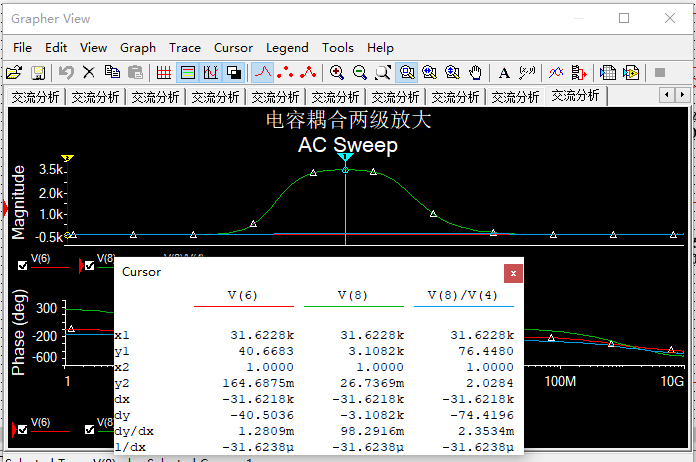 Grapher View
File Edit View Graph Trace Cursor Legend Tools Help
交流分析 交流分析 交流分析 交流分析 交流分析 交流分析 交流分析 交流分析 交流分析 交流分析
电容耦合两级放大
AC Sweep
Magnitude
3.5k
2.0k
1.0k
-0.5k
V(6) V(8)
Phase (deg)
300
-200
-600
1 100M 10G
V(6) V(8)
Cursor x
V(6) V(8) V(8)/V(4)
x1 31.6228k 31.6228k 31.6228k
y1 40.6683 3.1082k 76.4480
x2 1.0000 1.0000 1.0000
y2 164.6875m 26.7369m 2.0284
dx -31.6218k -31.6218k -31.6218k
dy -40.5036 -3.1082k -74.4196
dy/dx 1.2809m 98.2916m 2.3534m
1/dx -31.6238µ -31.6238µ -31.6238µ